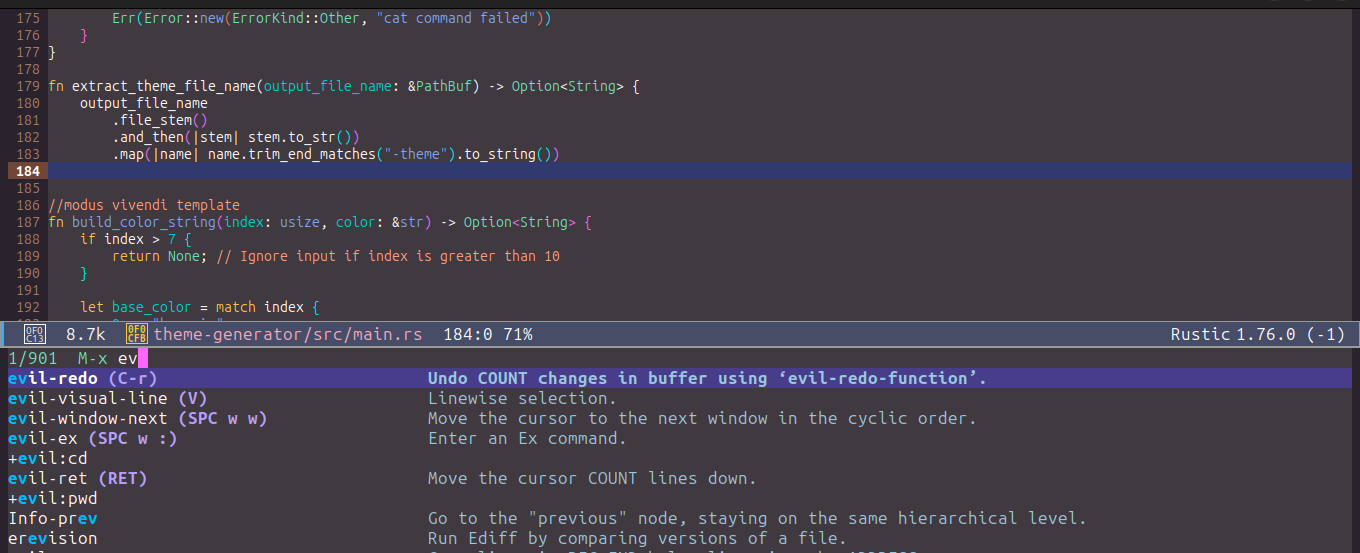 175 Err(Error::new(ErrorKind::Other, "cat command failed"))
176 }
177 }
178
179 fn extract_theme_file_name(output_file_name: &PathBuf) -> Option<String> {
180 output_file_name
181 .file_stem()
182 .and_then(|stem| stem.to_str())
183 .map(|name| name.trim_end_matches("-theme").to_string())
184
185
186 //modus vivendi template
187 fn build_color_string(index: usize, color: &str) -> Option<String> {
188 if index > 7 {
189 return None; // Ignore input if index is greater than 10
190 }
191
192 let base_color = match index {
0F0 C13 8.7k 0F0 CFB theme-generator/src/main.rs 184:0 71% Rustic 1.76.0 (-1)
1/901 M-x ev
evil-redo (C-r) Undo COUNT changes in buffer using ‘evil-redo-function’.
evil-visual-line (V) Linewise selection.
evil-window-next (SPC w w) Move the cursor to the next window in the cyclic order.
evil-ex (SPC w :) Enter an Ex command.
+evil:cd
evil-ret (RET) Move the cursor COUNT lines down.
+evil:pwd
Info-prev Go to the "previous" node, staying on the same hierarchical level.
erevision Run Ediff by comparing versions of a file.